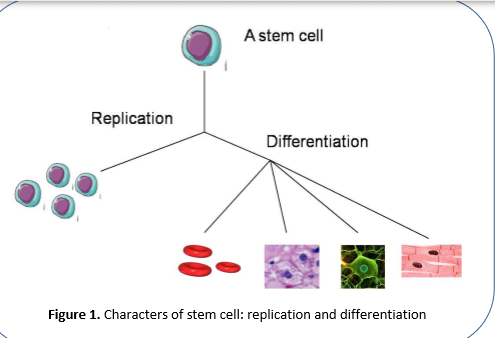 A stem cell
Replication
Differentiation
Figure 1. Characters of stem cell: replication and differentiation